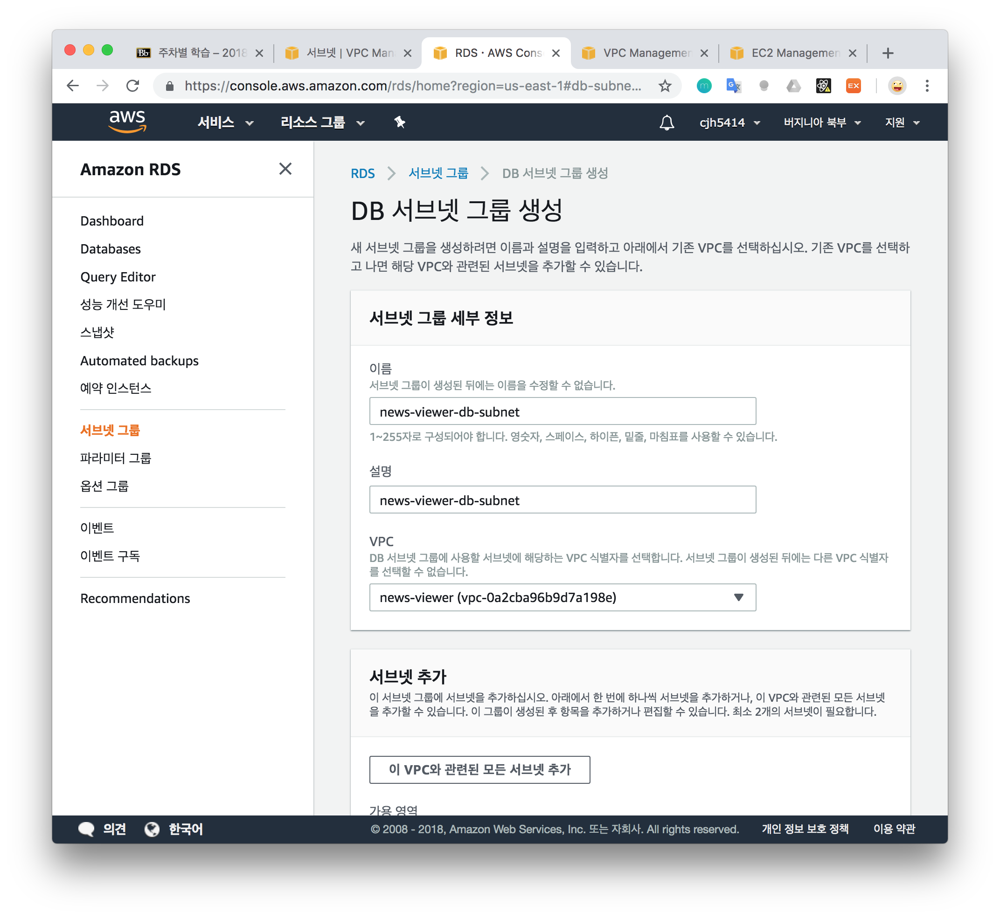 Bb 주차별 학습 – 2018
서브넷 | VPC Man
RDS · AWS Cons
VPC Managemen
EC2 Managemen
https://console.aws.amazon.com/rds/home?region=us-east-1#db-subne...
EX
aws
서비스
리소스 그룹
cjh5414
버지니아 북부
지원
Amazon RDS
Dashboard
Databases
Query Editor
성능 개선 도우미
스냅샷
Automated backups
예약 인스턴스
서브넷 그룹
파라미터 그룹
옵션 그룹
이벤트
이벤트 구독
Recommendations
RDS
서브넷 그룹
DB 서브넷 그룹 생성
DB 서브넷 그룹 생성
새 서브넷 그룹을 생성하려면 이름과 설명을 입력하고 아래에서 기존 VPC를 선택하십시오. 기존 VPC를 선택하
고 나면 해당 VPC와 관련된 서브넷을 추가할 수 있습니다.
서브넷 그룹 세부 정보
이름
서브넷 그룹이 생성된 뒤에는 이름을 수정할 수 없습니다.
news-viewer-db-subnet
1~255자로 구성되어야 합니다. 영숫자, 스페이스, 하이픈, 밑줄, 마침표를 사용할 수 있습니다.
설명
news-viewer-db-subnet
VPC
DB 서브넷 그룹에 사용할 서브넷에 해당하는 VPC 식별자를 선택합니다. 서브넷 그룹이 생성된 뒤에는 다른 VPC 식별자
를 선택할 수 없습니다.
news-viewer (vpc-0a2cba96b9d7a198e)
서브넷 추가
이 서브넷 그룹에 서브넷을 추가하십시오. 아래에서 한 번에 하나씩 서브넷을 추가하거나, 이 VPC와 관련된 모든 서브넷
을 추가할 수 있습니다. 이 그룹이 생성된 후 항목을 추가하거나 편집할 수 있습니다. 최소 2개의 서브넷이 필요합니다.
이 VPC와 관련된 모든 서브넷 추가
가용 영역
의견
한국어
© 2008 - 2018, Amazon Web Services, Inc. 또는 자회사. All rights reserved.
개인 정보 보호 정책
이용 약관